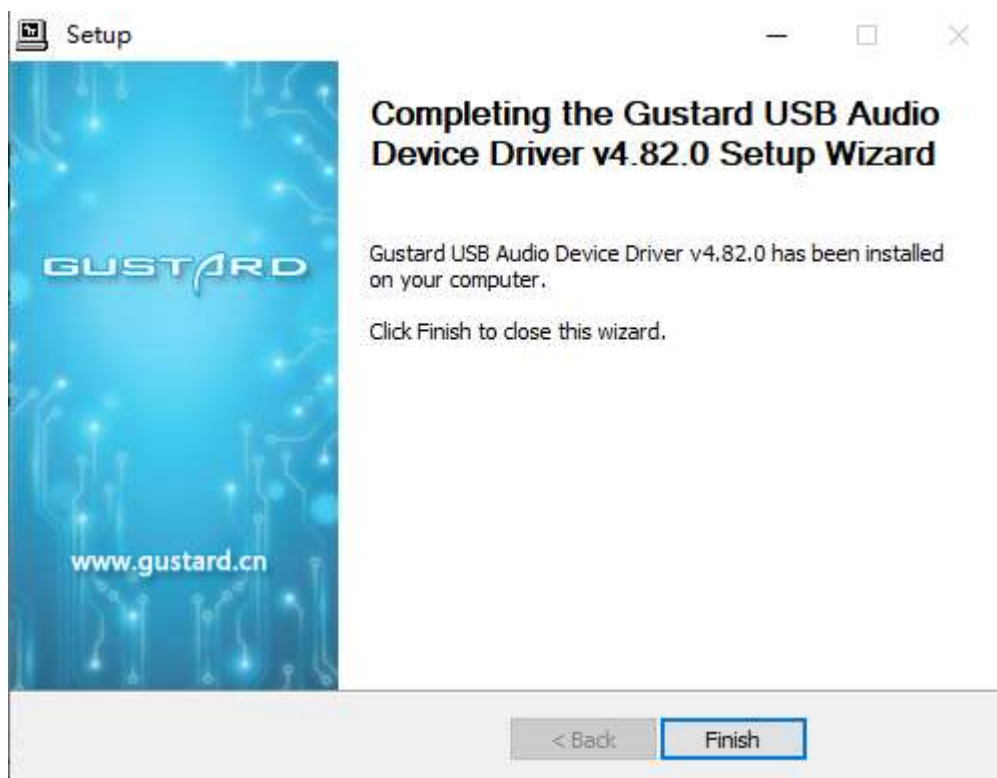 Setup
Completing the Gustard USB Audio
Device Driver v4.82.0 Setup Wizard
Gustard USB Audio Device Driver v4.82.0 has been installed
on your computer.
Click Finish to close this wizard.
GUSTARD
www.gustard.cn
< Back
Finish